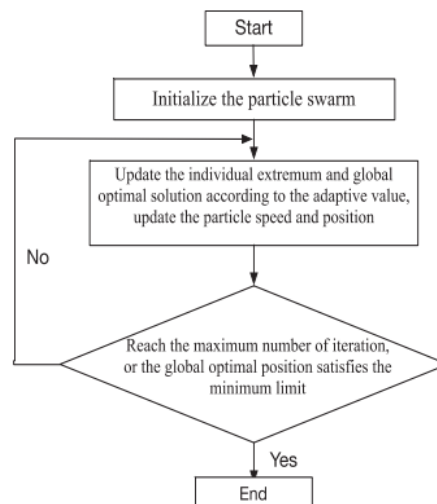 Start
Initialize the particle swarm
Update the individual extremum and global
optimal solution according to the adaptive value,
update the particle speed and position
No
Reach the maximum number of iteration,
or the global optimal position satisfies the
minimum limit
Yes
End